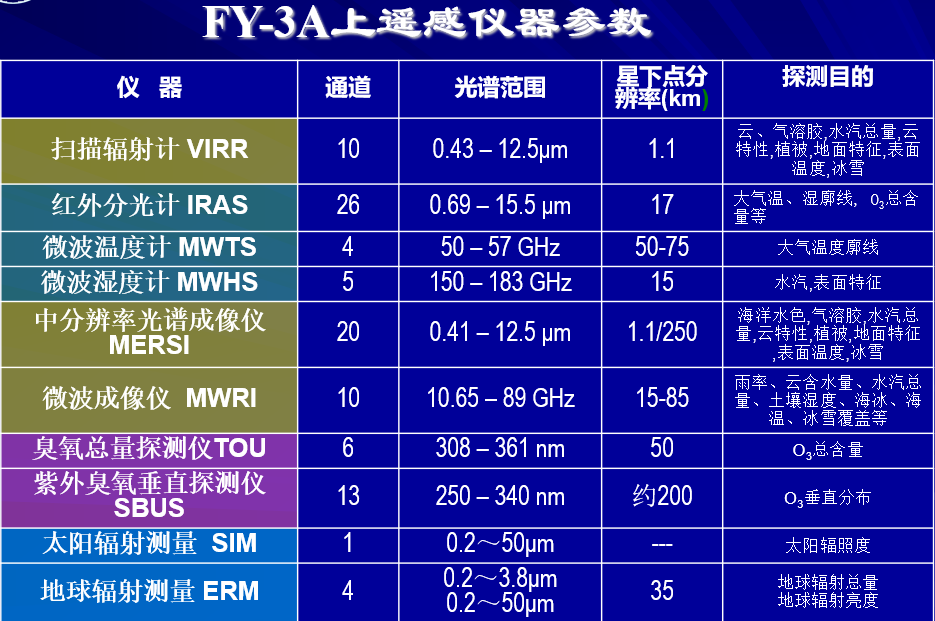 FY-3A上遥感仪器参数
仪 器
通道
光谱范围
星下点分
辨率(km)
探测目的
扫描辐射计 VIRR
10
0.43 – 12.5μm
1.1
云、气溶胶,水汽总量,云
特性,植被,地面特征,表面
温度,冰雪
红外分光计 IRAS
26
0.69 – 15.5 μm
17
大气温、湿廓线, O3总含
量等
微波温度计 MWTS
4
50 – 57 GHz
50-75
大气温度廓线
微波湿度计 MWHS
5
150 – 183 GHz
15
水汽,表面特征
中分辨率光谱成像仪
MERSI
20
0.41 – 12.5 μm
1.1/250
海洋水色,气溶胶,水汽总
量,云特性,植被,地面特征
,表面温度,冰雪
微波成像仪 MWRI
10
10.65 – 89 GHz
15-85
雨率、云含水量、水汽总
量、土壤湿度、海冰、海
温、冰雪覆盖等
臭氧总量探测仪TOU
6
308 – 361 nm
50
O3总含量
紫外臭氧垂直探测仪
SBUS
13
250 – 340 nm
约200
O3垂直分布
太阳辐射测量 SIM
1
0.2～50μm
---
太阳辐照度
地球辐射测量 ERM
4
0.2～3.8μm
0.2～50μm
35
地球辐射总量
地球辐射亮度